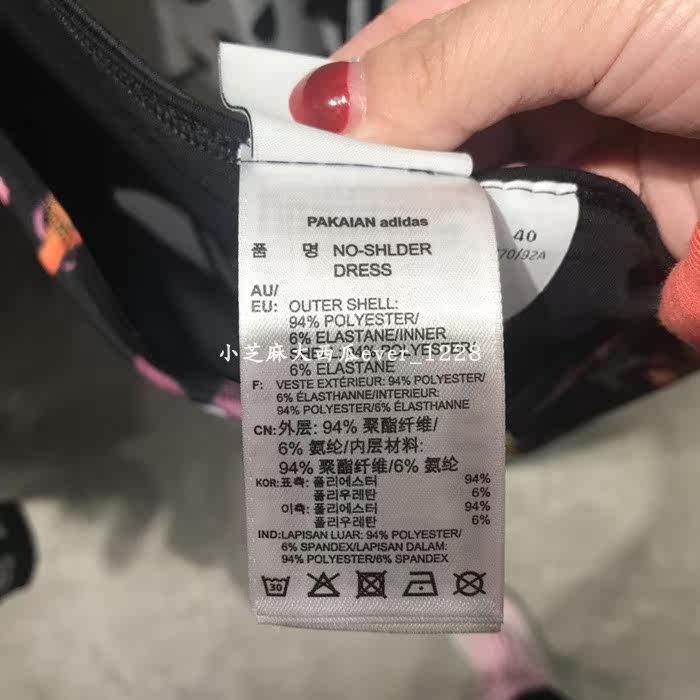 PAKAIAN adidas
품 명 NO-SHLDER
DRESS
AU/
EU: OUTER SHELL:
94% POLYESTER/
6% ELASTANE/INNER
94% POLYESTER/
6% ELASTANE
小芝麻大西瓜ever_1228
F: VESTE EXTÉRIEUR: 94% POLYESTER/
6% ÉLASTHANNE/INTERIEUR:
94% POLYESTER/6% ÉLASTHANNE
CN:外层: 94% 聚酯纤维/
6% 氨纶/内层材料:
94% 聚酯纤维/6% 氨纶
KOR:표측:폴리에스터 94%
폴리우레탄 6%
이측:폴리에스터 94%
폴리우레탄 6%
IND:LAPISAN LUAR: 94% POLYESTER/
6% SPANDEX/LAPISAN DALAM:
94% POLYESTER/6% SPANDEX
30
40
70/92A